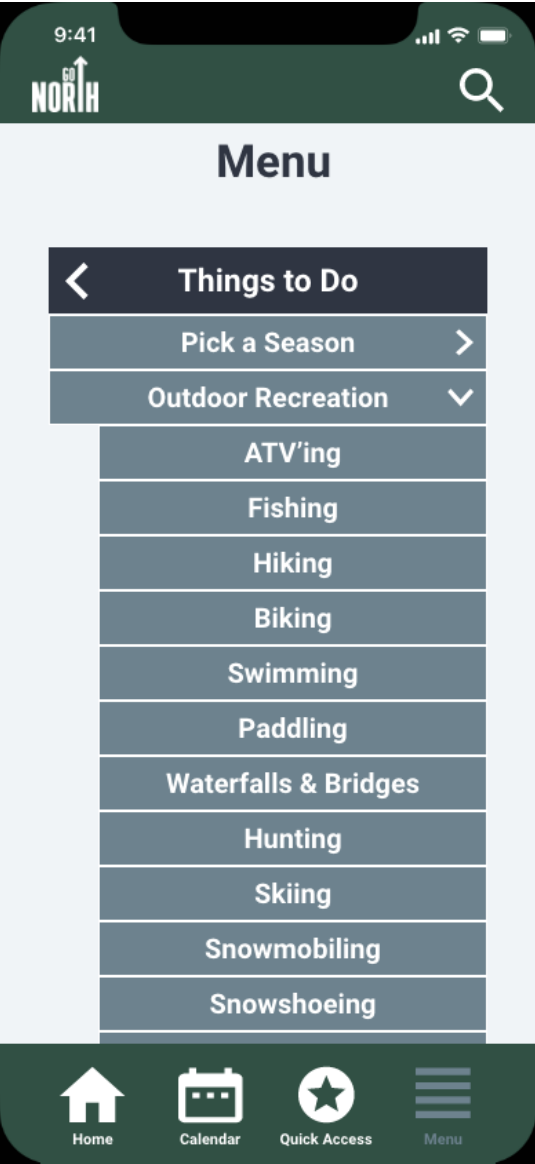 9:41
GO
NORTH
Menu
Things to Do
Pick a Season
Outdoor Recreation
ATV’ing
Fishing
Hiking
Biking
Swimming
Paddling
Waterfalls & Bridges
Hunting
Skiing
Snowmobiling
Snowshoeing
Home
Calendar
Quick Access
Menu